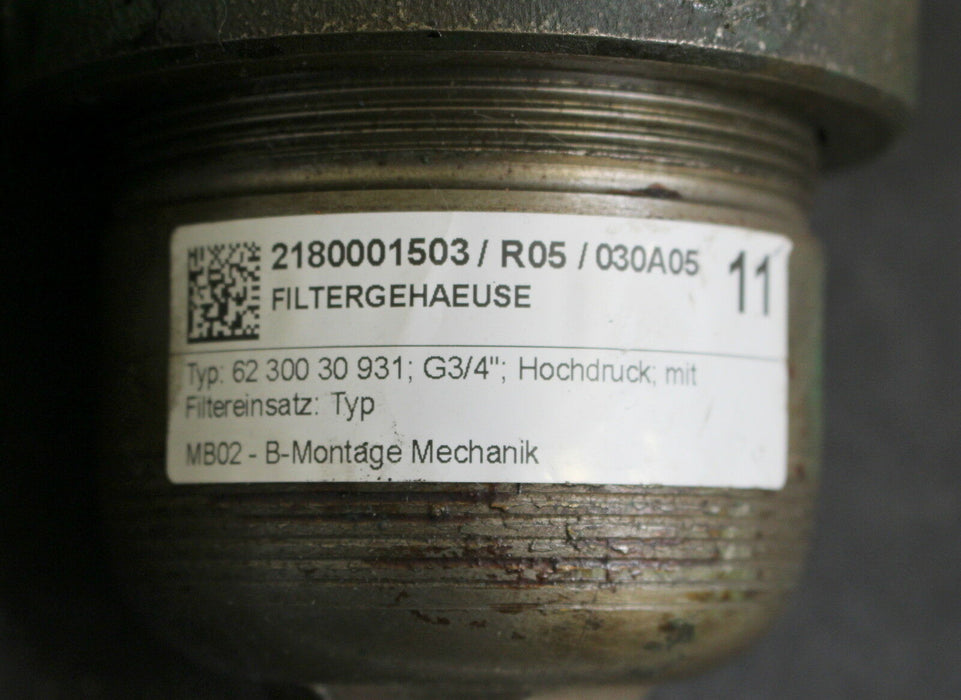 2180001503 / R05 / 030A05 11
FILTERGEHAEUSE
Typ: 62 300 30 931; G3/4"; Hochdruck; mit
Filtereinsatz: Typ
MB02 - B-Montage Mechanik